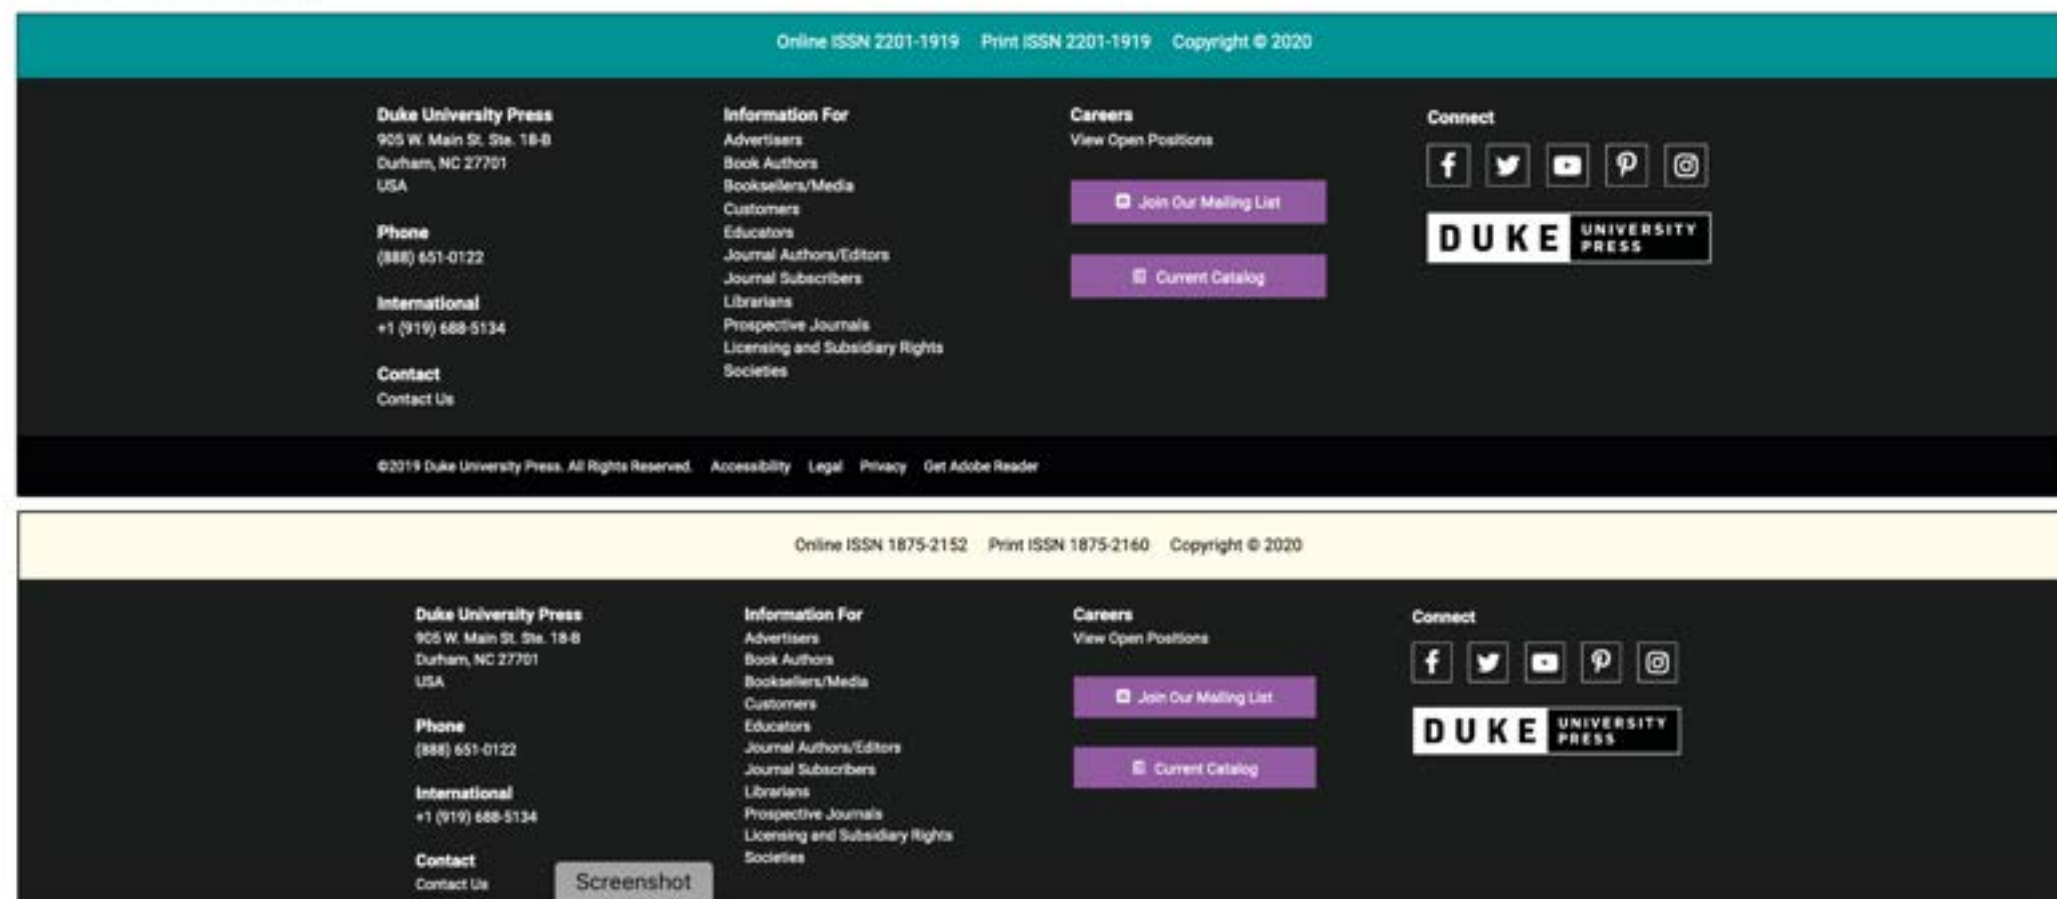 Online ISSN 2201-1919 Print ISSN 2201-1919 Copyright © 2020
Duke University Press
905 W. Main St. Ste. 18-B
Durham, NC 27701
USA
Phone
(888) 651-0122
International
+1 (919) 688-5134
Contact
Contact Us
Information For
Advertisers
Book Authors
Booksellers/Media
Customers
Educators
Journal Authors/Editors
Journal Subscribers
Librarians
Prospective Journals
Licensing and Subsidiary Rights
Societies
Careers
View Open Positions
Join Our Mailing List
Current Catalog
Connect
DUKE UNIVERSITY PRESS
©2019 Duke University Press. All Rights Reserved. Accessibility Legal Privacy Get Adobe Reader
Online ISSN 1875-2152 Print ISSN 1875-2160 Copyright © 2020
Duke University Press
905 W. Main St. Ste. 18-B
Durham, NC 27701
USA
Phone
(888) 651-0122
International
+1 (919) 688-5134
Contact
Contact Us
Information For
Advertisers
Book Authors
Booksellers/Media
Customers
Educators
Journal Authors/Editors
Journal Subscribers
Librarians
Prospective Journals
Licensing and Subsidiary Rights
Societies
Careers
View Open Positions
Join Our Mailing List
Current Catalog
Connect
DUKE UNIVERSITY PRESS
Screenshot